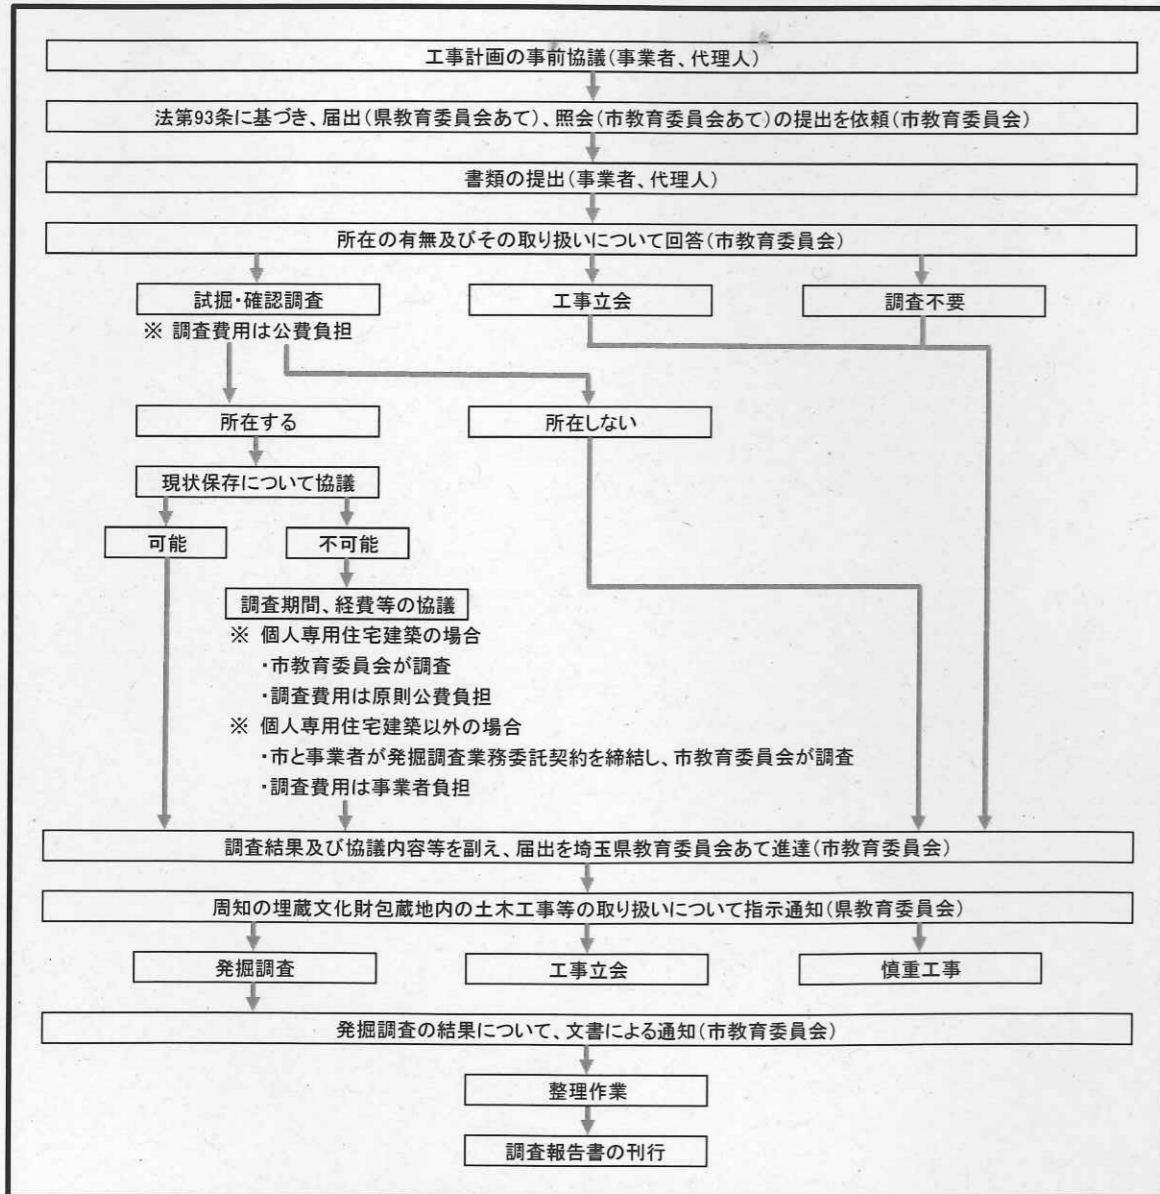 工事計画の事前協議(事業者、代理人)
法第93条に基づき、届出(県教育委員会あて)、照会(市教育委員会あて)の提出を依頼(市教育委員会)
書類の提出(事業者、代理人)
所在の有無及びその取り扱いについて回答(市教育委員会)
試掘・確認調査
工事立会
調査不要
※ 調査費用は公費負担
所在する
所在しない
現状保存について協議
可能
不可能
調査期間、経費等の協議
※ 個人専用住宅建築の場合
・市教育委員会が調査
・調査費用は原則公費負担
※ 個人専用住宅建築以外の場合
・市と事業者が発掘調査業務委託契約を締結し、市教育委員会が調査
・調査費用は事業者負担
調査結果及び協議内容等を副え、届出を埼玉県教育委員会あて進達(市教育委員会)
周知の埋蔵文化財包蔵地内の土木工事等の取り扱いについて指示通知(県教育委員会)
発掘調査
工事立会
慎重工事
発掘調査の結果について、文書による通知(市教育委員会)
整理作業
調査報告書の刊行